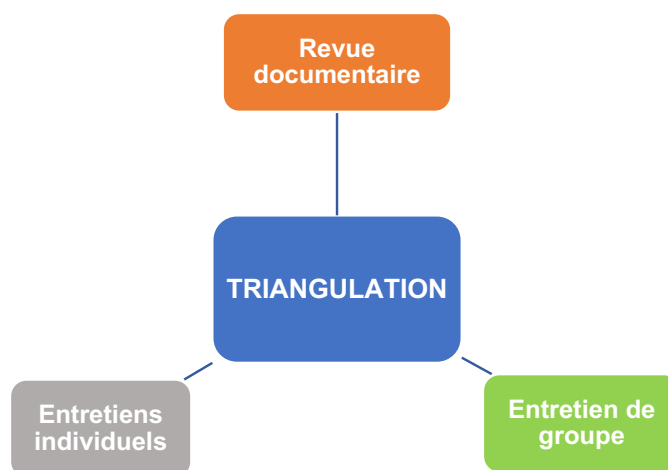 Revue
documentaire
TRIANGULATION
Entretiens
individuels
Entretien de
groupe